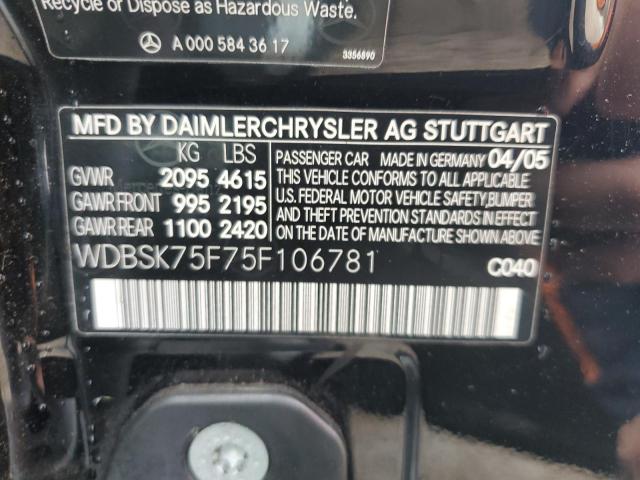 Recycle or Dispose as Hazardous Waste.
A 000 584 36 17
3356890
MFD BY DAIMLERCHRYSLER AG STUTTGART
KG LBS
GVWR 2095 4615
GAWR FRONT 995 2195
GAWR REAR 1100 2420
PASSENGER CAR MADE IN GERMANY 04/05
THIS VEHICLE CONFORMS TO ALL APPLICABLE
U.S. FEDERAL MOTOR VEHICLE SAFETY, BUMPER
AND THEFT PREVENTION STANDARDS IN EFFECT
ON THE DATE OF MANUFACTURE SHOWN ABOVE.
WDBSK75F75F106781 C040